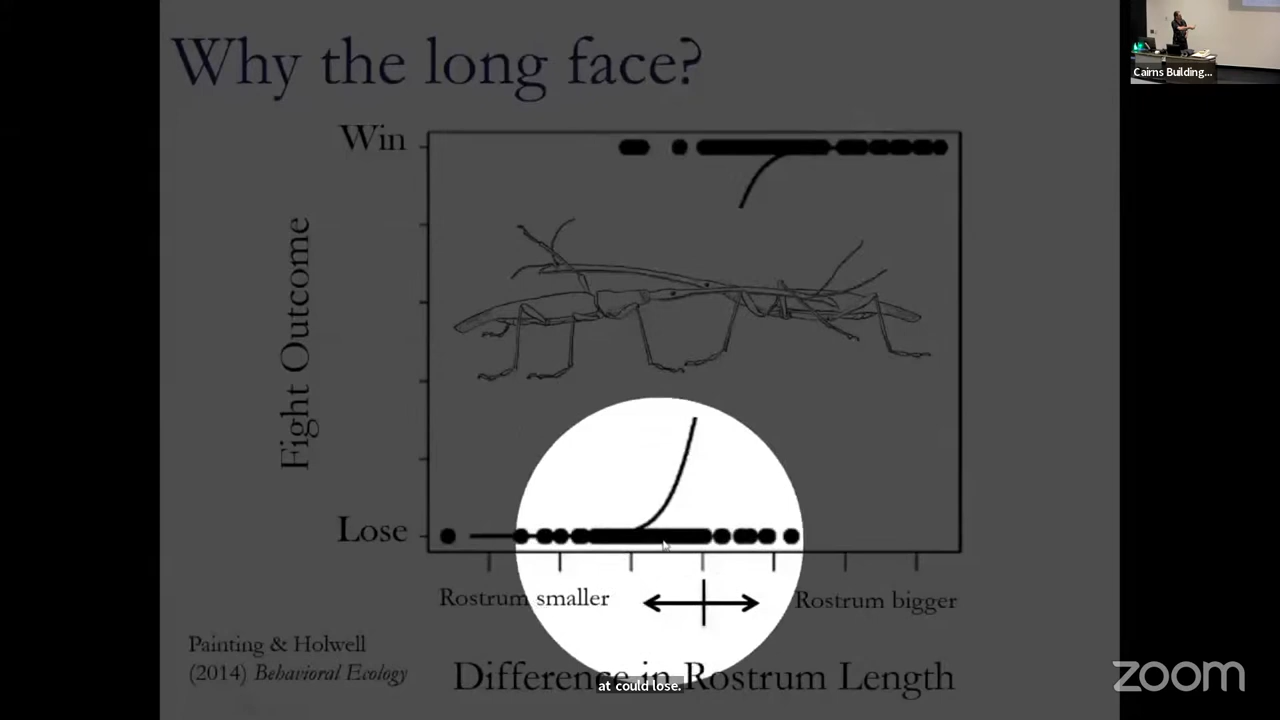 Why the long face?
Cairns Building...
Win
Fight Outcome
Lose
Rostrum smaller
Rostrum bigger
Painting & Holwell
(2014) Behavioral Ecology
Difference in Rostrum Length
at could lose.
zoom